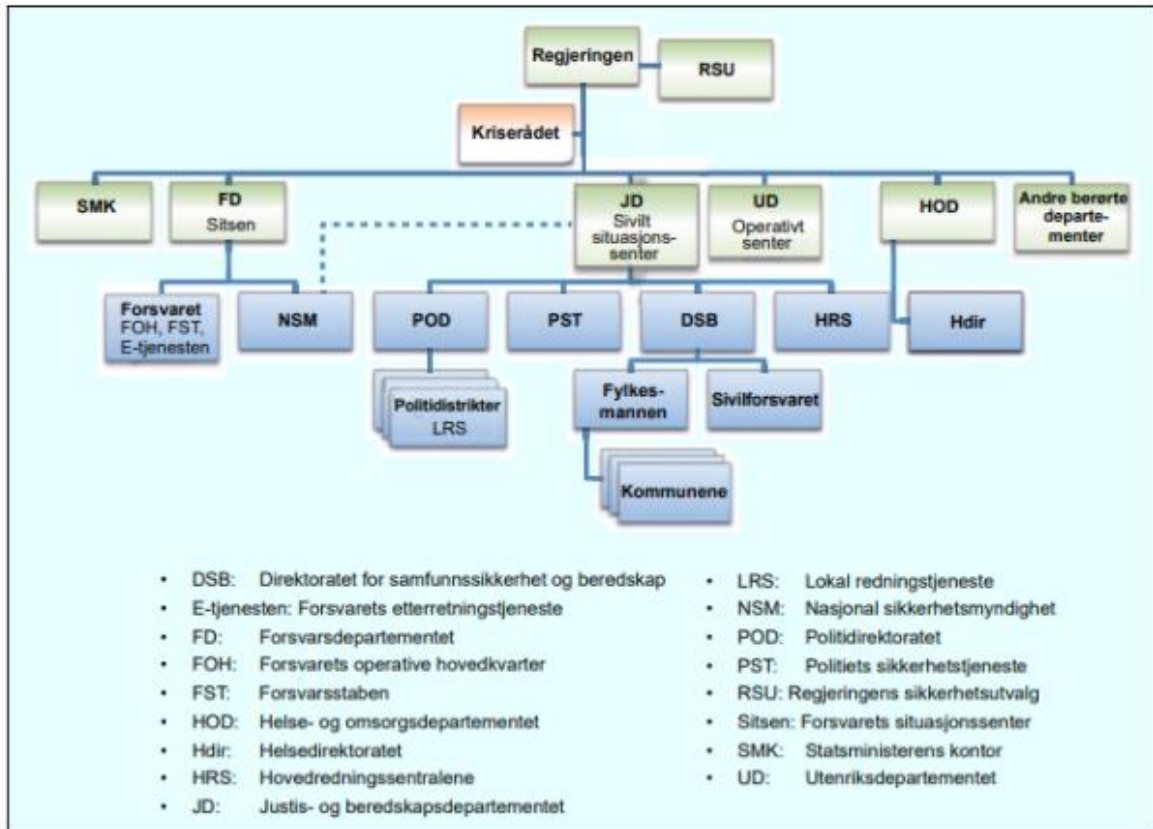 Regjeringen
RSU
Kriserådet
SMK
FD
Sitsen
JD
Sivilt
situasjons-
senter
UD
Operativt
senter
HOD
Andre berørte
departe-
menter
Forsvaret
FOH, FST,
E-tjenesten
NSM
POD
PST
DSB
HRS
Hdir
Politidistrikter
LRS
Fylkes-
mannen
Sivilforsvaret
Kommunene
• DSB: Direktoratet for samfunnssikkerhet og beredskap
• E-tjenesten: Forsvarets etterretningstjeneste
• FD: Forsvarsdepartementet
• FOH: Forsvarets operative hovedkvarter
• FST: Forsvarsstaben
• HOD: Helse- og omsorgsdepartementet
• Hdir: Helsedirektoratet
• HRS: Hovedredningssentralene
• JD: Justis- og beredskapsdepartementet
• LRS: Lokal redningstjeneste
• NSM: Nasjonal sikkerhetsmyndighet
• POD: Politidirektoratet
• PST: Politiets sikkerhetstjeneste
• RSU: Regjeringens sikkerhetsutvalg
• Sitsen: Forsvarets situasjonssenter
• SMK: Statsministerens kontor
• UD: Utenriksdepartementet